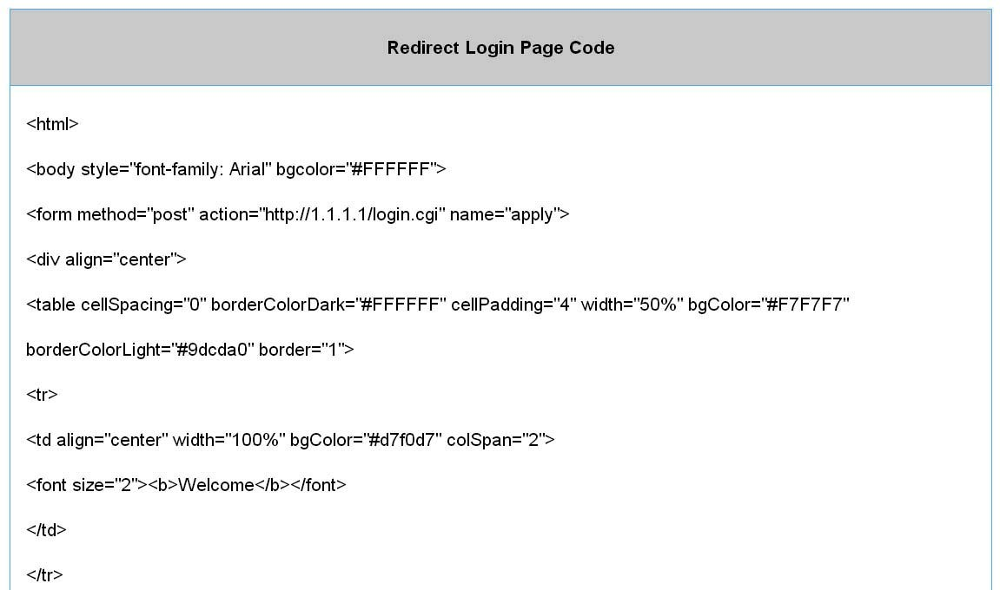 Redirect Login Page Code
<html>
<body style="font-family: Arial" bgcolor="#FFFFFF">
<form method="post" action="http://1.1.1.1/login.cgi" name="apply">
<div align="center">
<table cellSpacing="0" borderColorDark="#FFFFFF" cellPadding="4" width="50%" bgColor="#F7F7F7"
borderColorLight="#9dcda0" border="1">
<tr>
<td align="center" width="100%" bgColor="#d7f0d7" colSpan="2">
<font size="2"><b>Welcome</b></font>
</td>
</tr>